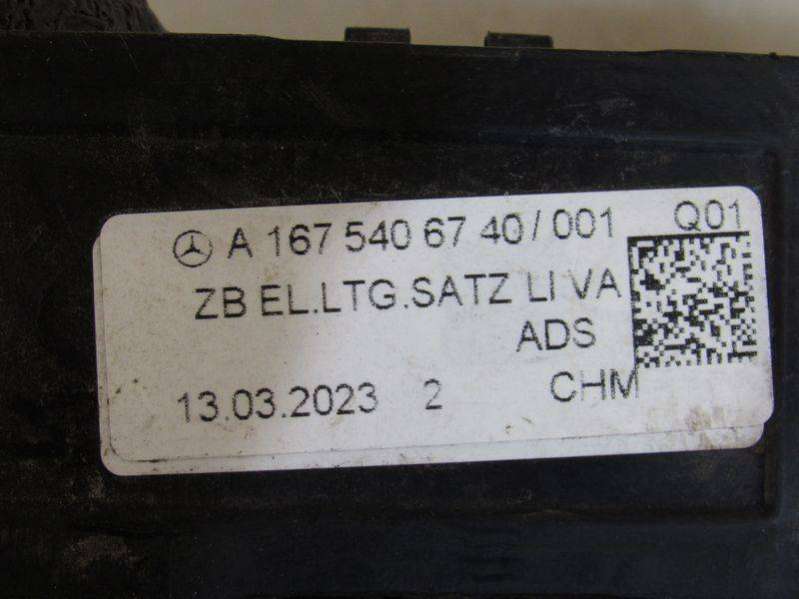 A 167 540 67 40/001 Q01
ZB EL.LTG.SATZ LI VA
ADS
13.03.2023 2 CHM